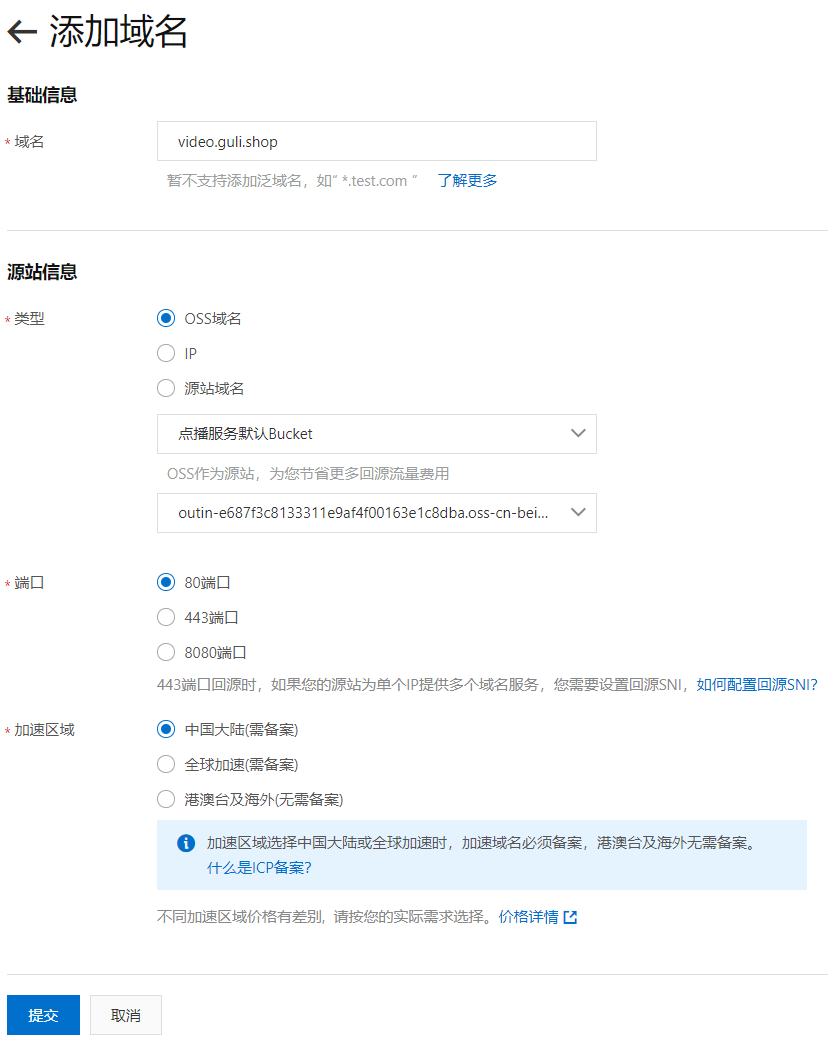 添加域名
基础信息
* 域名
video.guli.shop
暂不支持添加泛域名，如“ *.test.com ” 了解更多
源站信息
* 类型
OSS域名
IP
源站域名
点播服务默认Bucket
OSS作为源站，为您节省更多回源流量费用
outin-e687f3c8133311e9af4f00163e1c8dba.oss-cn-bei...
* 端口
80端口
443端口
8080端口
443端口回源时，如果您的源站为单个IP提供多个域名服务，您需要设置回源SNI，如何配置回源SNI?
* 加速区域
中国大陆(需备案)
全球加速(需备案)
港澳台及海外(无需备案)
加速区域选择中国大陆或全球加速时，加速域名必须备案，港澳台及海外无需备案。
什么是ICP备案?
不同加速区域价格有差别, 请按您的实际需求选择。价格详情
提交
取消